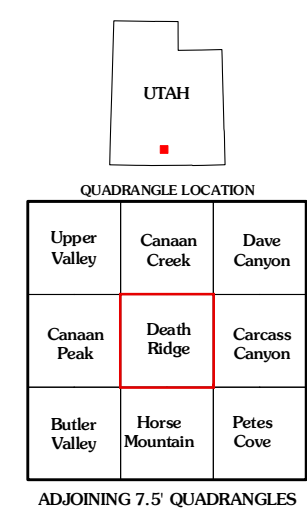 UTAH
QUADRANGLE LOCATION
Upper
Valley
Canaan
Creek
Dave
Canyon
Canaan
Peak
Death
Ridge
Carcass
Canyon
Butler
Valley
Horse
Mountain
Petes
Cove
ADJOINING 7.5' QUADRANGLES